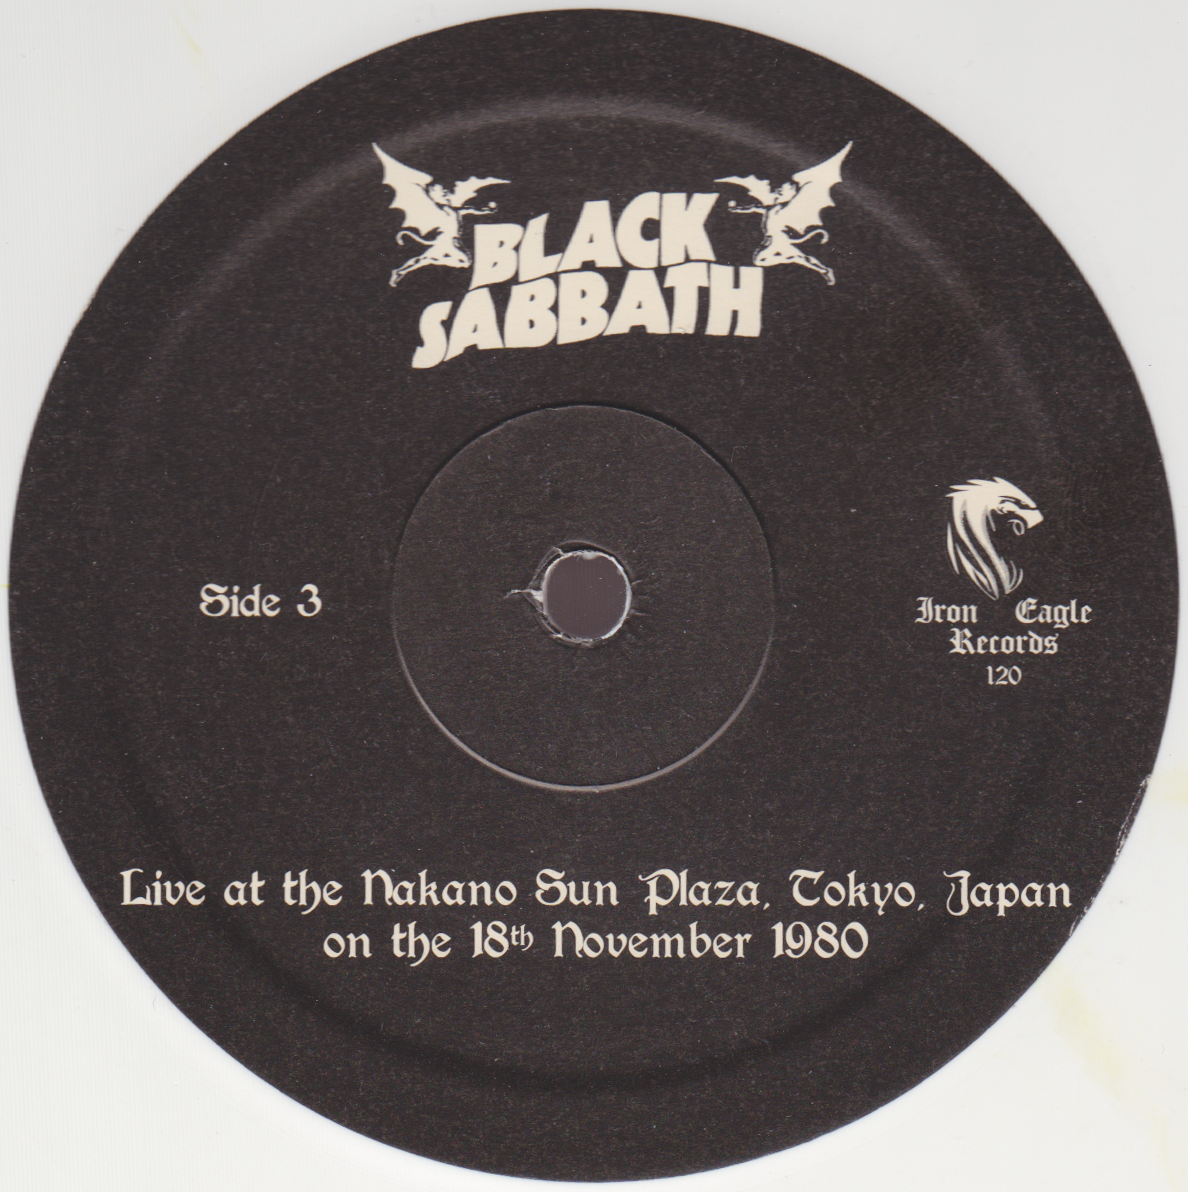 BLACK
SABBATH
Side 3
Iron Eagle
Records
120
Live at the Nakano Sun Plaza, Tokyo, Japan
on the 18th November 1980